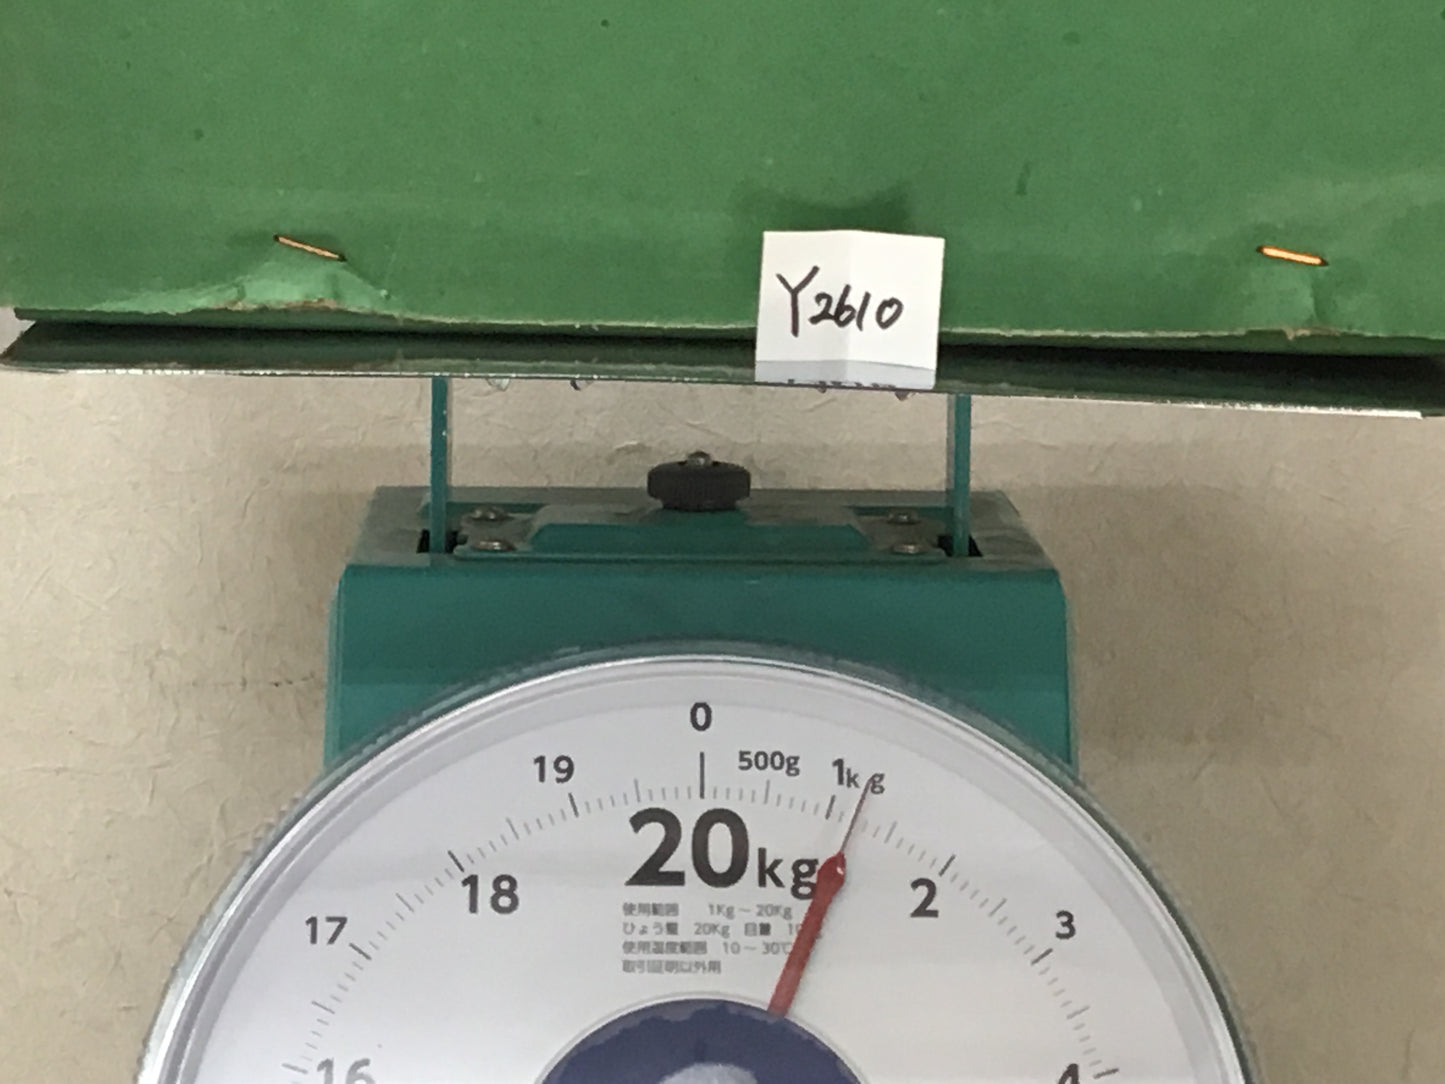 Y2610
0
19
500g
1kg
20kg
18
2
17
3
使用範囲 1Kg～20Kg
ひょう量 20Kg 目量
使用温度範囲 10～30℃
取引証明以外用
16
4